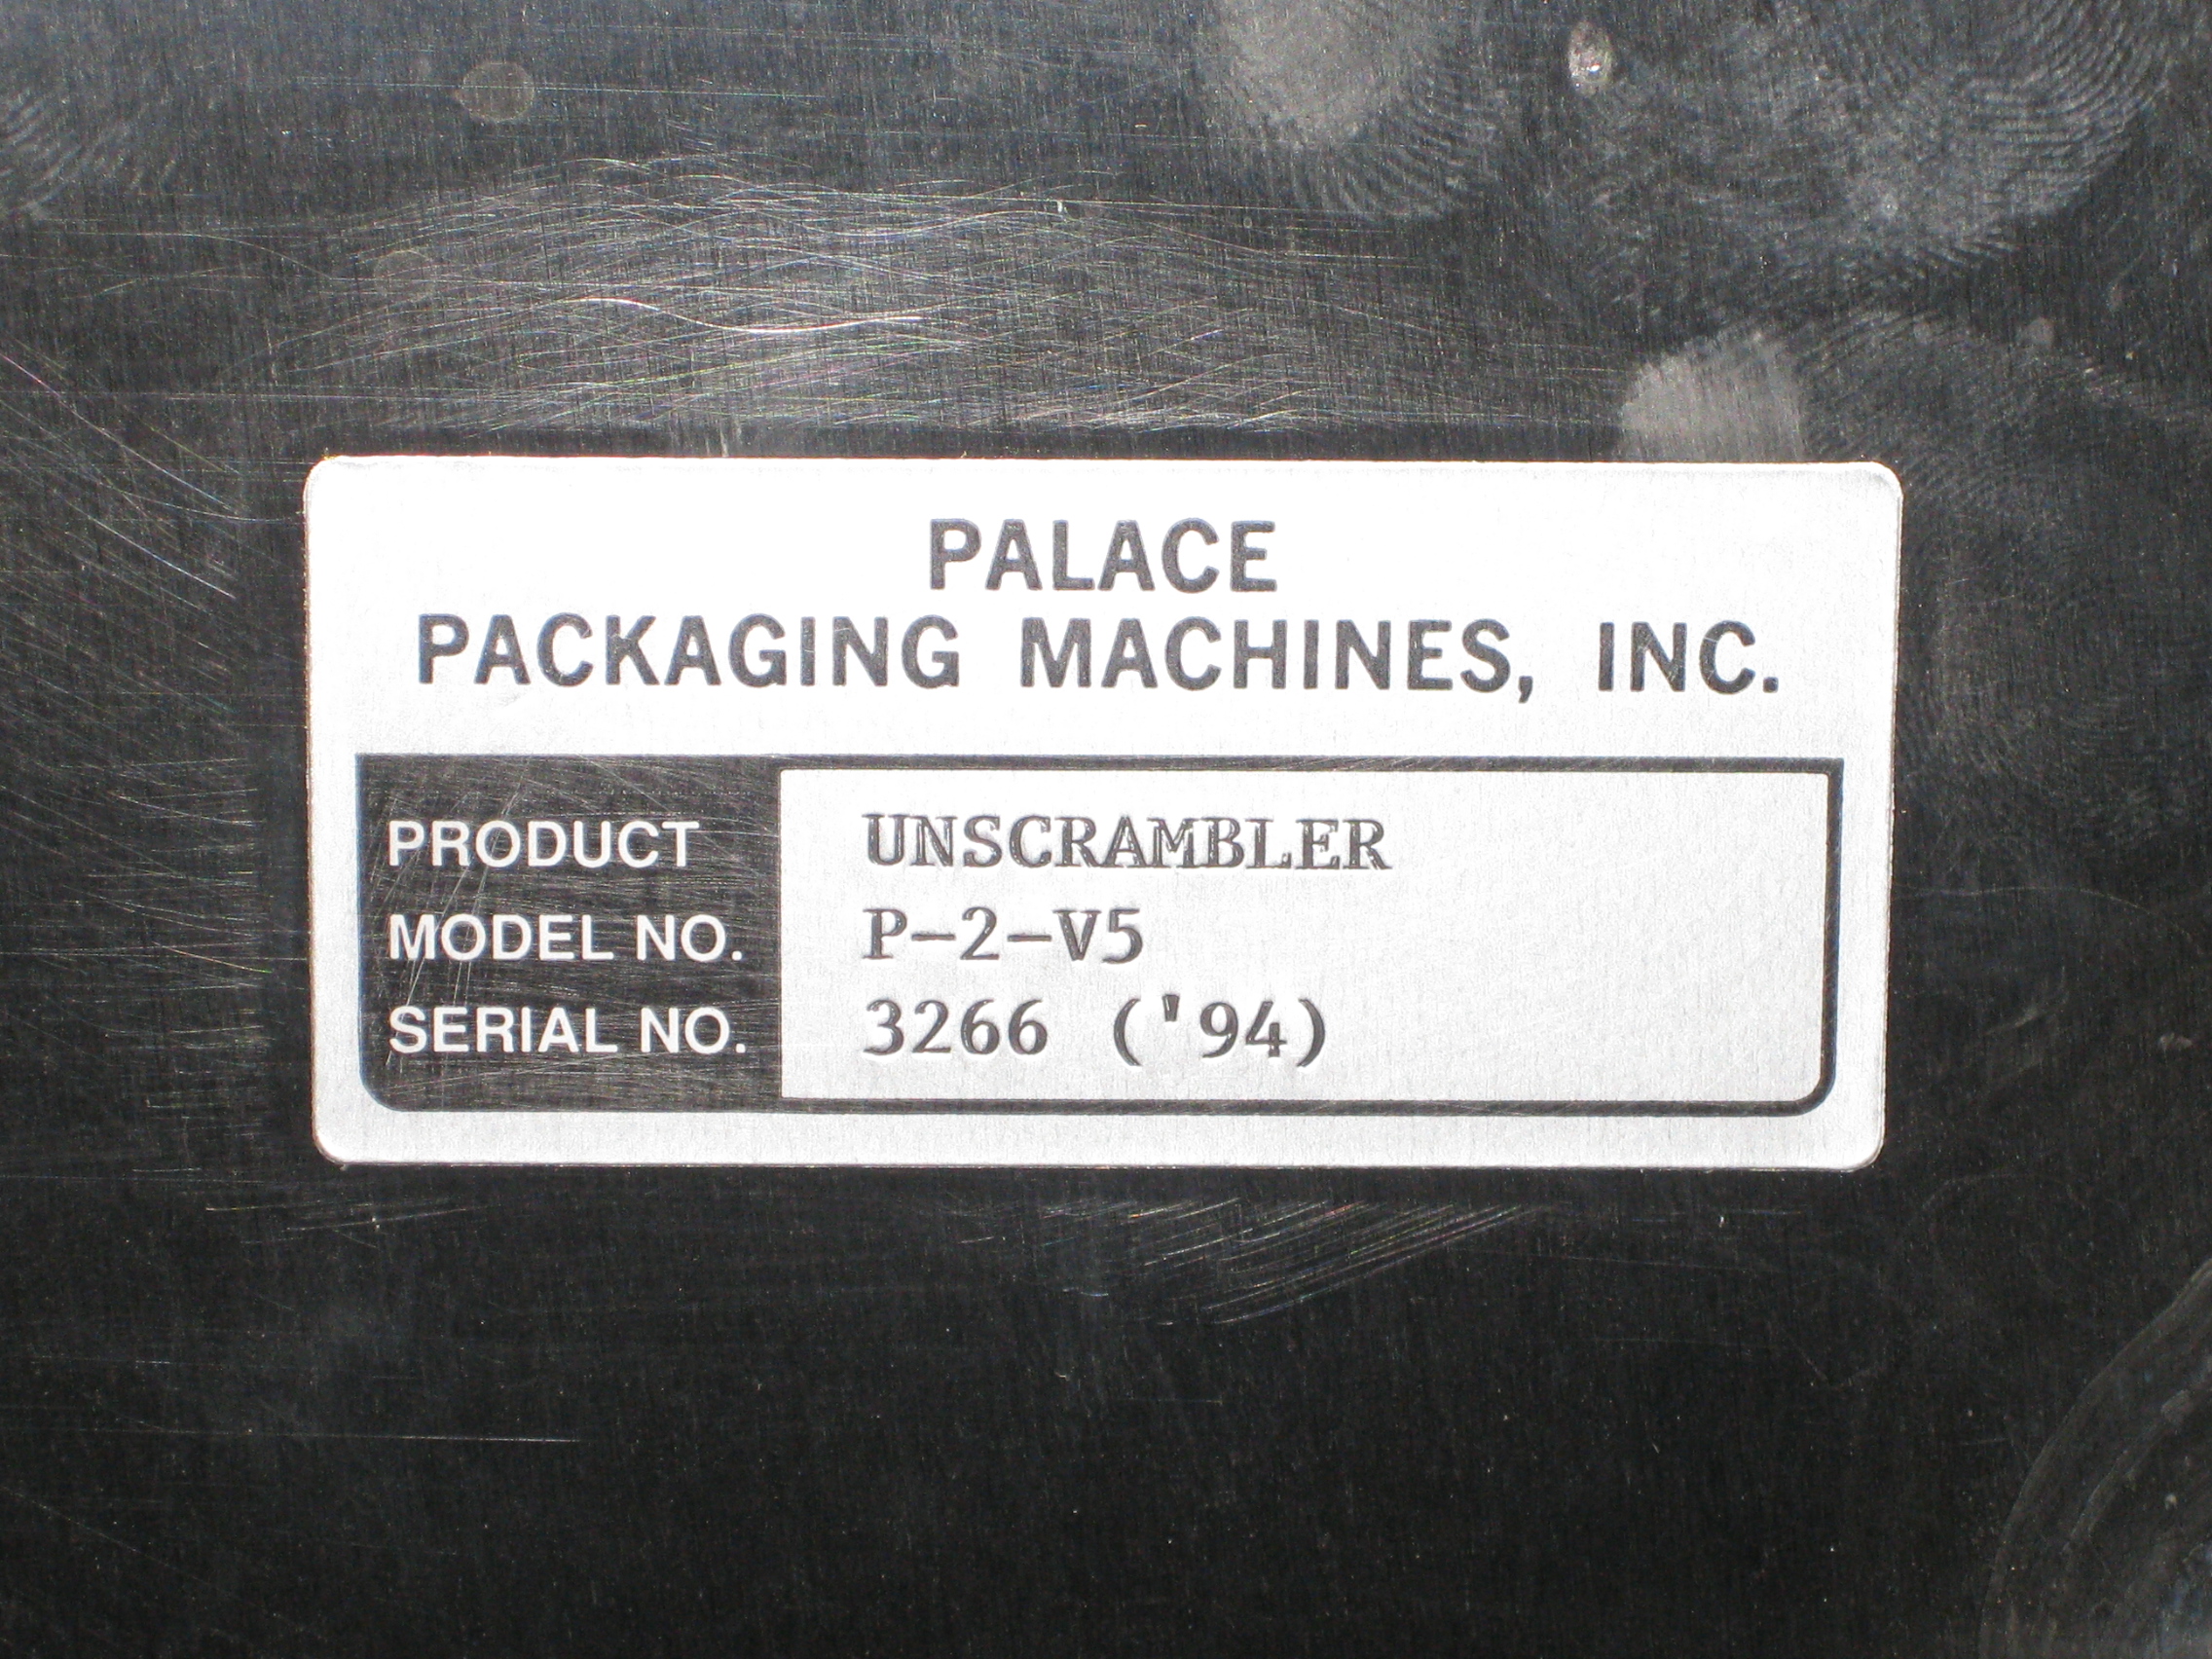 PALACE
PACKAGING MACHINES, INC.
PRODUCT UNSCRAMBLER
MODEL NO. P-2-V5
SERIAL NO. 3266 ('94)